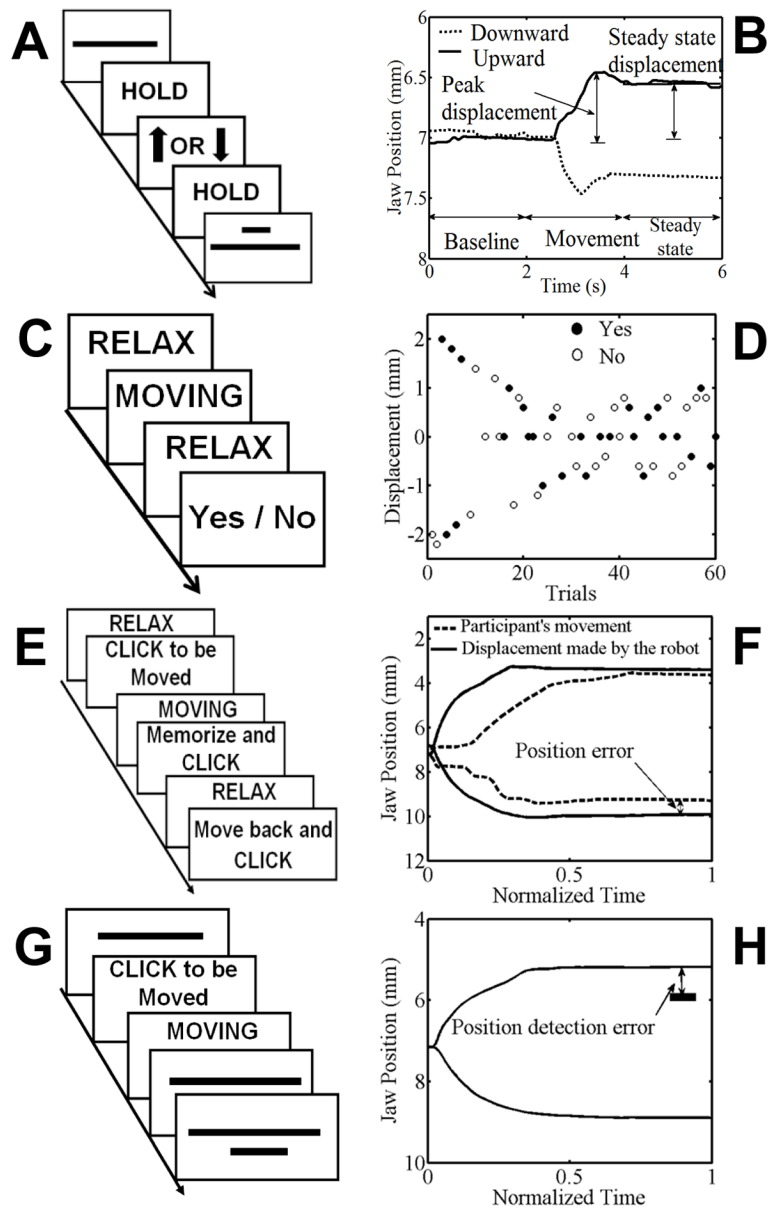 A
HOLD
OR
HOLD
B
Downward
Upward
Steady state
displacement
Peak
displacement
Jaw Position (mm)
6
6.5
7
7.5
8
Baseline
Movement
Steady
state
0
2
4
6
Time (s)
C
RELAX
MOVING
RELAX
Yes / No
D
Yes
No
Displacement (mm)
2
1
0
-1
-2
0
20
40
60
Trials
E
RELAX
CLICK to be
Moved
MOVING
Memorize and
CLICK
RELAX
Move back and
CLICK
F
Participant's movement
Displacement made by the robot
Position error
Jaw Position (mm)
2
4
6
8
10
12
0
0.5
1
Normalized Time
G
CLICK to be
Moved
MOVING
H
Position detection error
Jaw Position (mm)
4
6
8
10
0
0.5
1
Normalized Time